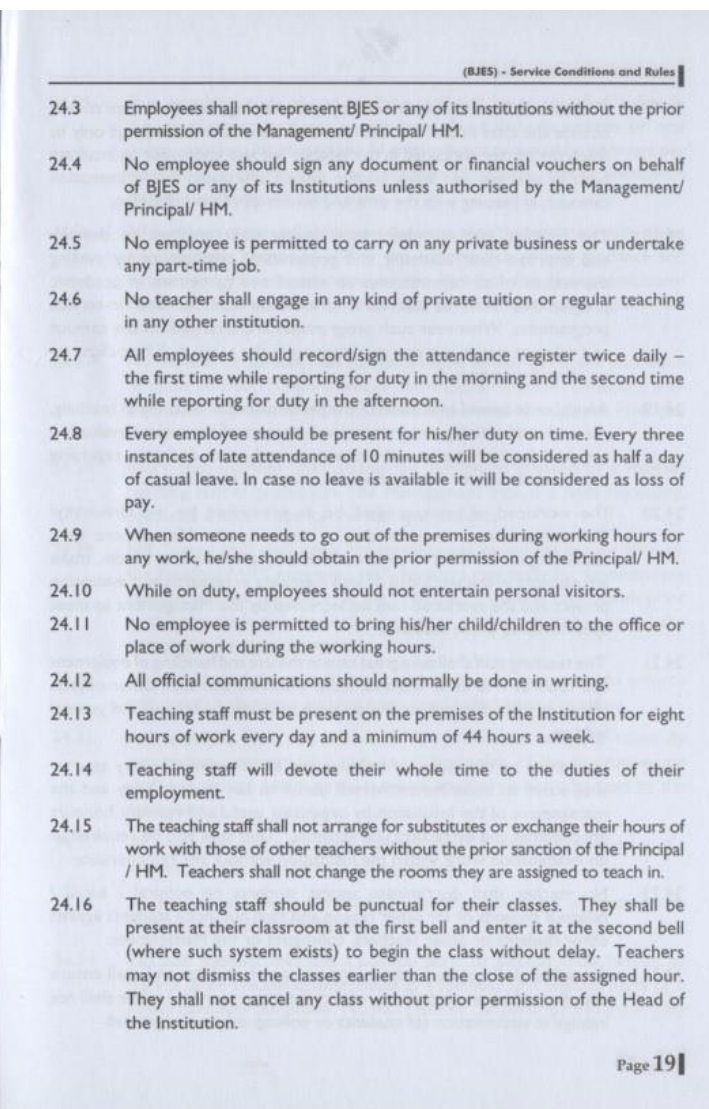 (BJES) - Service Conditions and Rules
24.3 Employees shall not represent BJES or any of its Institutions without the prior
permission of the Management/ Principal/ HM.
24.4 No employee should sign any document or financial vouchers on behalf
of BJES or any of its Institutions unless authorised by the Management/
Principal/ HM.
24.5 No employee is permitted to carry on any private business or undertake
any part-time job.
24.6 No teacher shall engage in any kind of private tuition or regular teaching
in any other institution.
24.7 All employees should record/sign the attendance register twice daily –
the first time while reporting for duty in the morning and the second time
while reporting for duty in the afternoon.
24.8 Every employee should be present for his/her duty on time. Every three
instances of late attendance of 10 minutes will be considered as half a day
of casual leave. In case no leave is available it will be considered as loss of
pay.
24.9 When someone needs to go out of the premises during working hours for
any work, he/she should obtain the prior permission of the Principal/ HM.
24.10 While on duty, employees should not entertain personal visitors.
24.11 No employee is permitted to bring his/her child/children to the office or
place of work during the working hours.
24.12 All official communications should normally be done in writing.
24.13 Teaching staff must be present on the premises of the Institution for eight
hours of work every day and a minimum of 44 hours a week.
24.14 Teaching staff will devote their whole time to the duties of their
employment.
24.15 The teaching staff shall not arrange for substitutes or exchange their hours of
work with those of other teachers without the prior sanction of the Principal
/ HM. Teachers shall not change the rooms they are assigned to teach in.
24.16 The teaching staff should be punctual for their classes. They shall be
present at their classroom at the first bell and enter it at the second bell
(where such system exists) to begin the class without delay. Teachers
may not dismiss the classes earlier than the close of the assigned hour.
They shall not cancel any class without prior permission of the Head of
the Institution.
Page 19